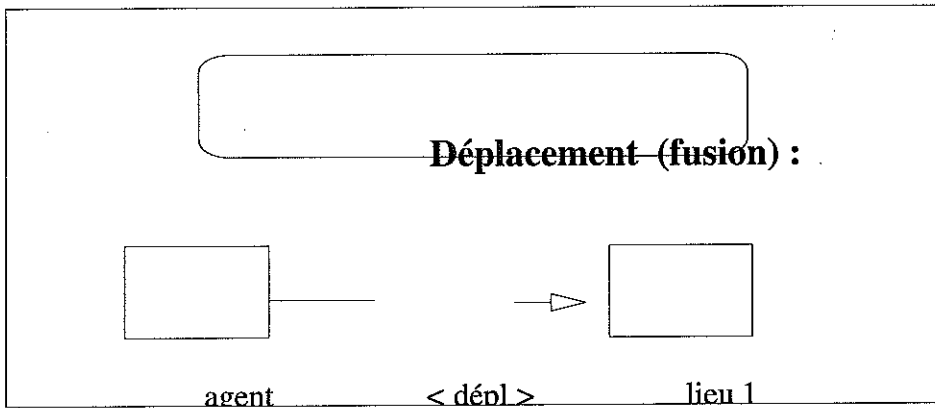 Déplacement (fusion) :
agent < dépl > lieu 1